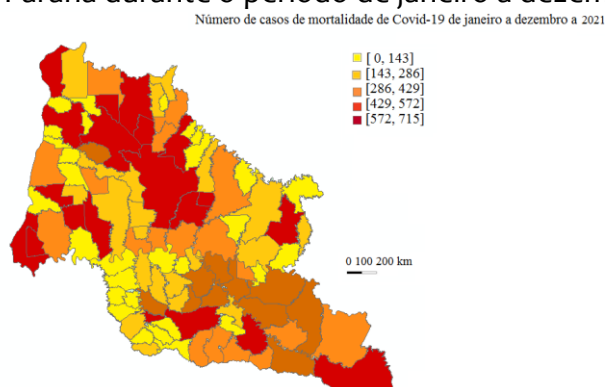 Paraná durante o período de janeiro a dezem
Número de casos de mortalidade de Covid-19 de janeiro a dezembro a 2021
[ 0, 143]
[143, 286]
[286, 429]
[429, 572]
[572, 715]
0 100 200 km